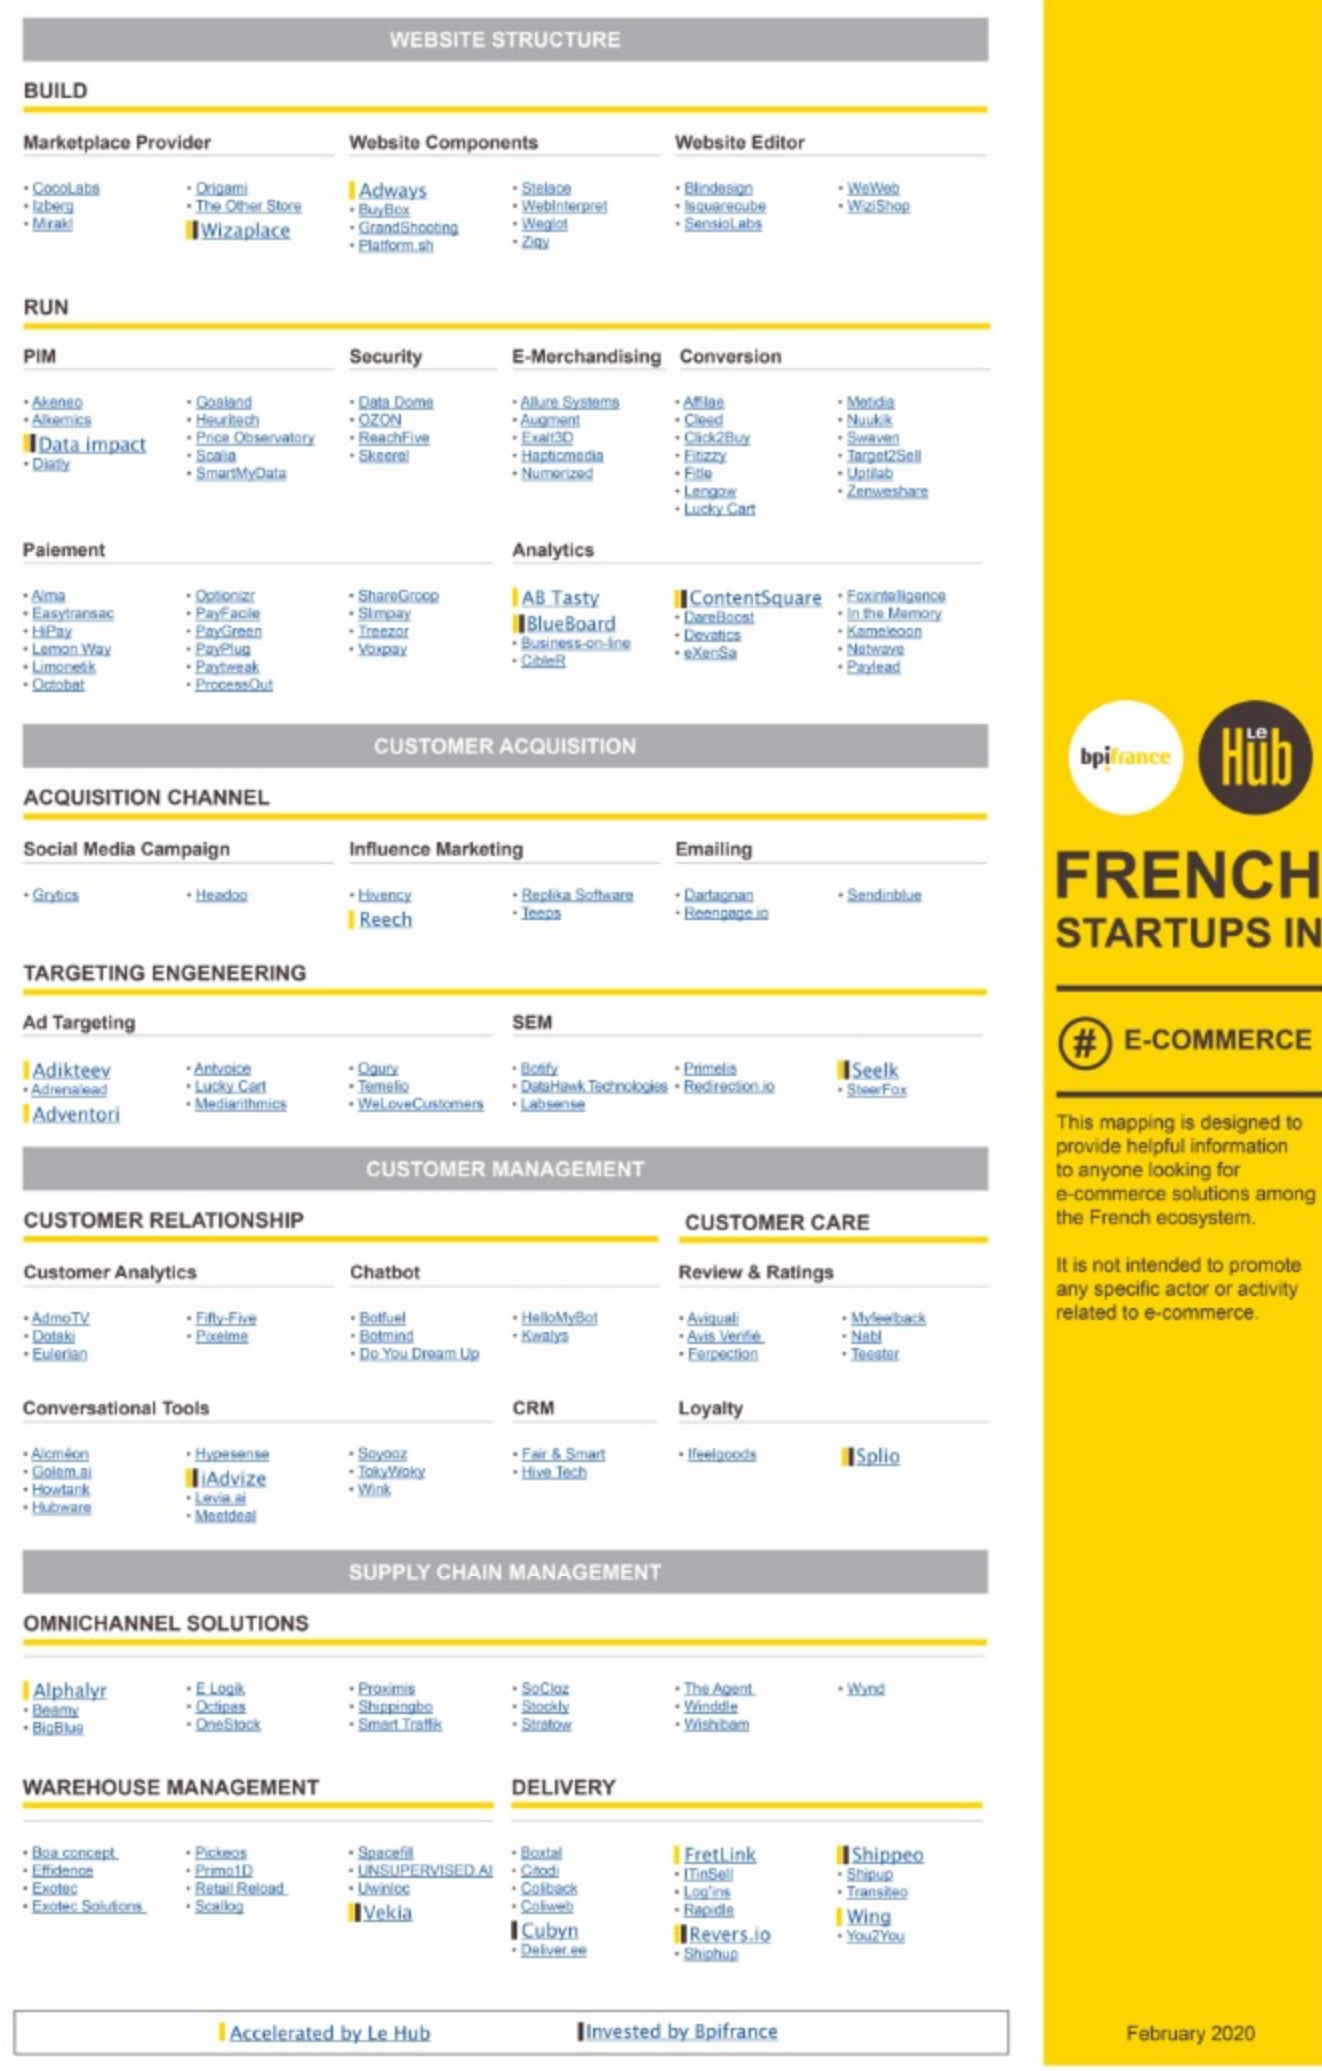 WEBSITE STRUCTURE
BUILD
Marketplace Provider
• CocoLabs
• Izberg
• Mirakl
• Origami
• The Other Store
Wizaplace
Website Components
Adways
• BuyBox
• GrandShooting
• Platform.sh
• Stelace
• WebInterpret
• Weglot
• Ziqy
Website Editor
• Blindesign
• Isquarecube
• SensioLabs
• WeWeb
• WiziShop
RUN
PIM
• Akeneo
• Alkemics
Data impact
• Diatly
• Goaland
• Heuritech
• Price Observatory
• Scalia
• SmartMyData
Security
• Data Dome
• OZON
• ReachFive
• Skeerel
E-Merchandising
• Allure Systems
• Augment
• Exalt3D
• Hapticmedia
• Numerized
Conversion
• Affilae
• Cleed
• Click2Buy
• Fitizzy
• Fitle
• Lengow
• Lucky Cart
• Metidia
• Nuukik
• Swaven
• Target2Sell
• Uptilab
• Zenweshare
Paiement
• Alma
• Easytransac
• HiPay
• Lemon Way
• Limonetik
• Octobat
• Optionizr
• PayFacile
• PayGreen
• PayPlug
• Paytweak
• ProcessOut
• ShareGroop
• Slimpay
• Treezor
• Voxpay
Analytics
AB Tasty
BlueBoard
• Business-on-line
• CibleR
ContentSquare
• DareBoost
• Devatics
• eXenSa
• Foxintelligence
• In the Memory
• Kameleoon
• Netwave
• Paylead
CUSTOMER ACQUISITION
ACQUISITION CHANNEL
Social Media Campaign
• Grytics
• Headoo
Influence Marketing
• Hivency
Reech
• Replika Software
• Teeps
Emailing
• Dartagnan
• Reengage.io
• Sendinblue
TARGETING ENGENEERING
Ad Targeting
Adikteev
• Adrenalead
Adventori
• Antvoice
• Lucky Cart
• Mediarithmics
• Ogury
• Temelio
• WeLoveCustomers
SEM
• Botify
• DataHawk Technologies
• Labsense
• Primelis
• Redirection.io
Seelk
• SteerFox
CUSTOMER MANAGEMENT
CUSTOMER RELATIONSHIP
Customer Analytics
• AdmoTV
• Dotaki
• Eulerian
• Fifty-Five
• Pixelme
Chatbot
• Botfuel
• Botmind
• Do You Dream Up
• HelloMyBot
• Kwalys
CUSTOMER CARE
Review & Ratings
• Aviquali
• Avis Verifié
• Ferpection
• Myfeelback
• Nabl
• Teester
Conversational Tools
• Alcméon
• Golem.ai
• Howtank
• Hubware
• Hypesense
iAdvize
• Levia.ai
• Meetdeal
• Soyooz
• TokyWoky
• Wink
CRM
• Fair & Smart
• Hive Tech
Loyalty
• Ifeelgoods
Splio
SUPPLY CHAIN MANAGEMENT
OMNICHANNEL SOLUTIONS
Alphalyr
• Beamy
• BigBlue
• E Logik
• Octipas
• OneStock
• Proximis
• Shippingbo
• Smart Traffik
• SoCloz
• Stockly
• Stratow
• The Agent
• Winddle
• Wishibam
• Wynd
WAREHOUSE MANAGEMENT
• Boa concept
• Effidence
• Exotec
• Exotec Solutions
• Pickeos
• Primo1D
• Retail Reload
• Scallog
• Spacefill
• UNSUPERVISED.AI
• Uwinloc
Vekia
DELIVERY
• Boxtal
• Citodi
• Coliback
• Coliweb
Cubyn
• Deliver.ee
FretLink
• ITinSell
• Log'ins
• Rapidle
Revers.io
• Shiphup
Shippeo
• Shipup
• Transiteo
Wing
• You2You
Accelerated by Le Hub
Invested by Bpifrance
bpifrance
LE
Hub
FRENCH
STARTUPS IN
# E-COMMERCE
This mapping is designed to
provide helpful information
to anyone looking for
e-commerce solutions among
the French ecosystem.
It is not intended to promote
any specific actor or activity
related to e-commerce.
February 2020